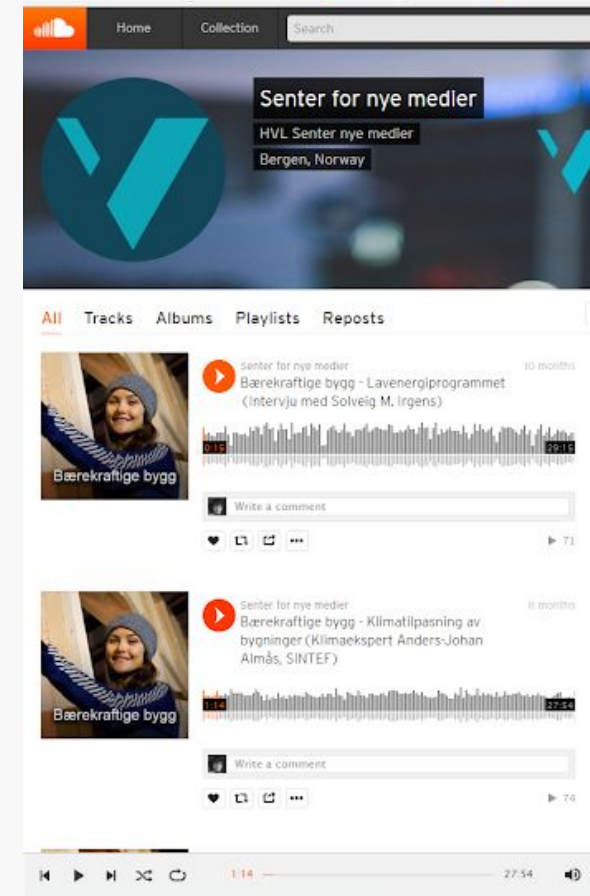 Home
Collection
Search
Senter for nye medier
HVL Senter nye medier
Bergen, Norway
All
Tracks
Albums
Playlists
Reposts
Bærekraftige bygg
Senter for nye medier
10 months
Bærekraftige bygg - Lavenergiprogrammet
(Intervju med Solveig M. Irgens)
0:15
29:15
Write a comment
71
Bærekraftige bygg
Senter for nye medier
11 months
Bærekraftige bygg - Klimatilpasning av
bygninger (Klimaekspert Anders-Johan
Almås, SINTEF)
1:14
27:54
Write a comment
74
1:14
27:54